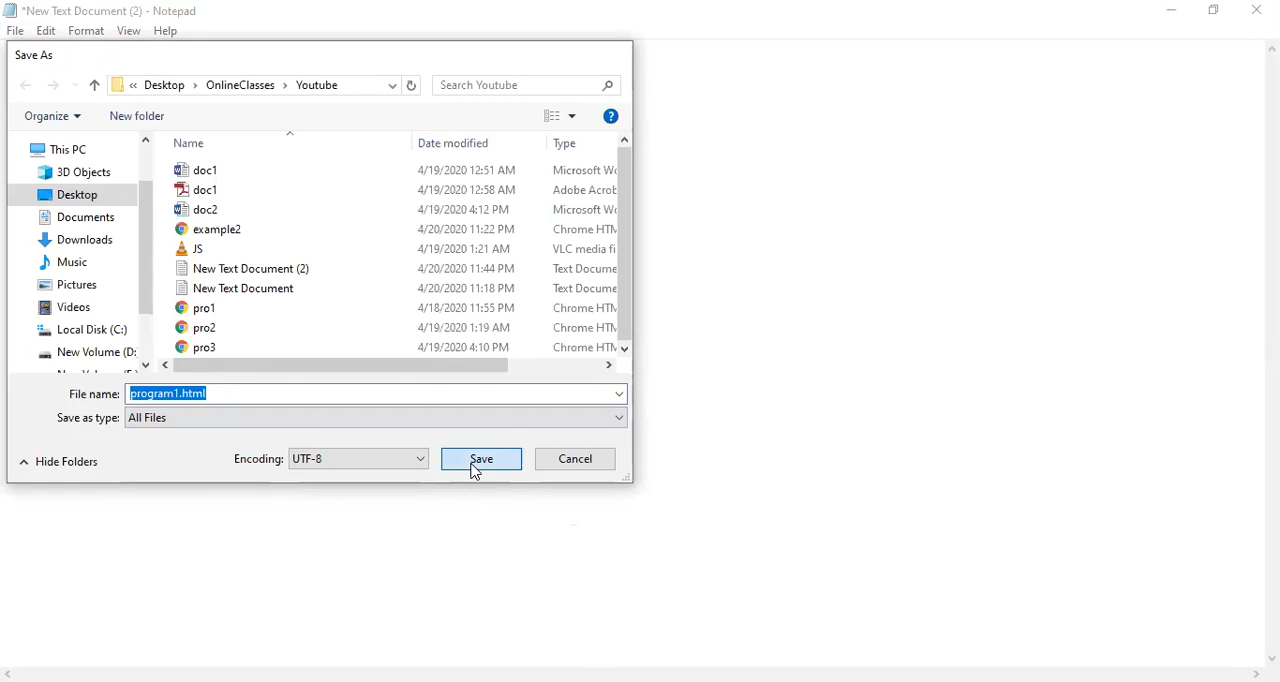 *New Text Document (2) - Notepad
File Edit Format View Help
Save As
« Desktop › OnlineClasses › Youtube
Search Youtube
Organize New folder
Name Date modified Type
This PC
3D Objects
Desktop
Documents
Downloads
Music
Pictures
Videos
Local Disk (C:)
New Volume (D:
doc1 4/19/2020 12:51 AM Microsoft Wo
doc1 4/19/2020 12:58 AM Adobe Acrob
doc2 4/19/2020 4:12 PM Microsoft Wo
example2 4/20/2020 11:22 PM Chrome HTM
JS 4/19/2020 1:21 AM VLC media fi
New Text Document (2) 4/20/2020 11:44 PM Text Docume
New Text Document 4/20/2020 11:18 PM Text Docume
pro1 4/18/2020 11:55 PM Chrome HTM
pro2 4/19/2020 1:19 AM Chrome HTM
pro3 4/19/2020 4:10 PM Chrome HTM
File name: program1.html
Save as type: All Files
Hide Folders
Encoding: UTF-8
Save
Cancel